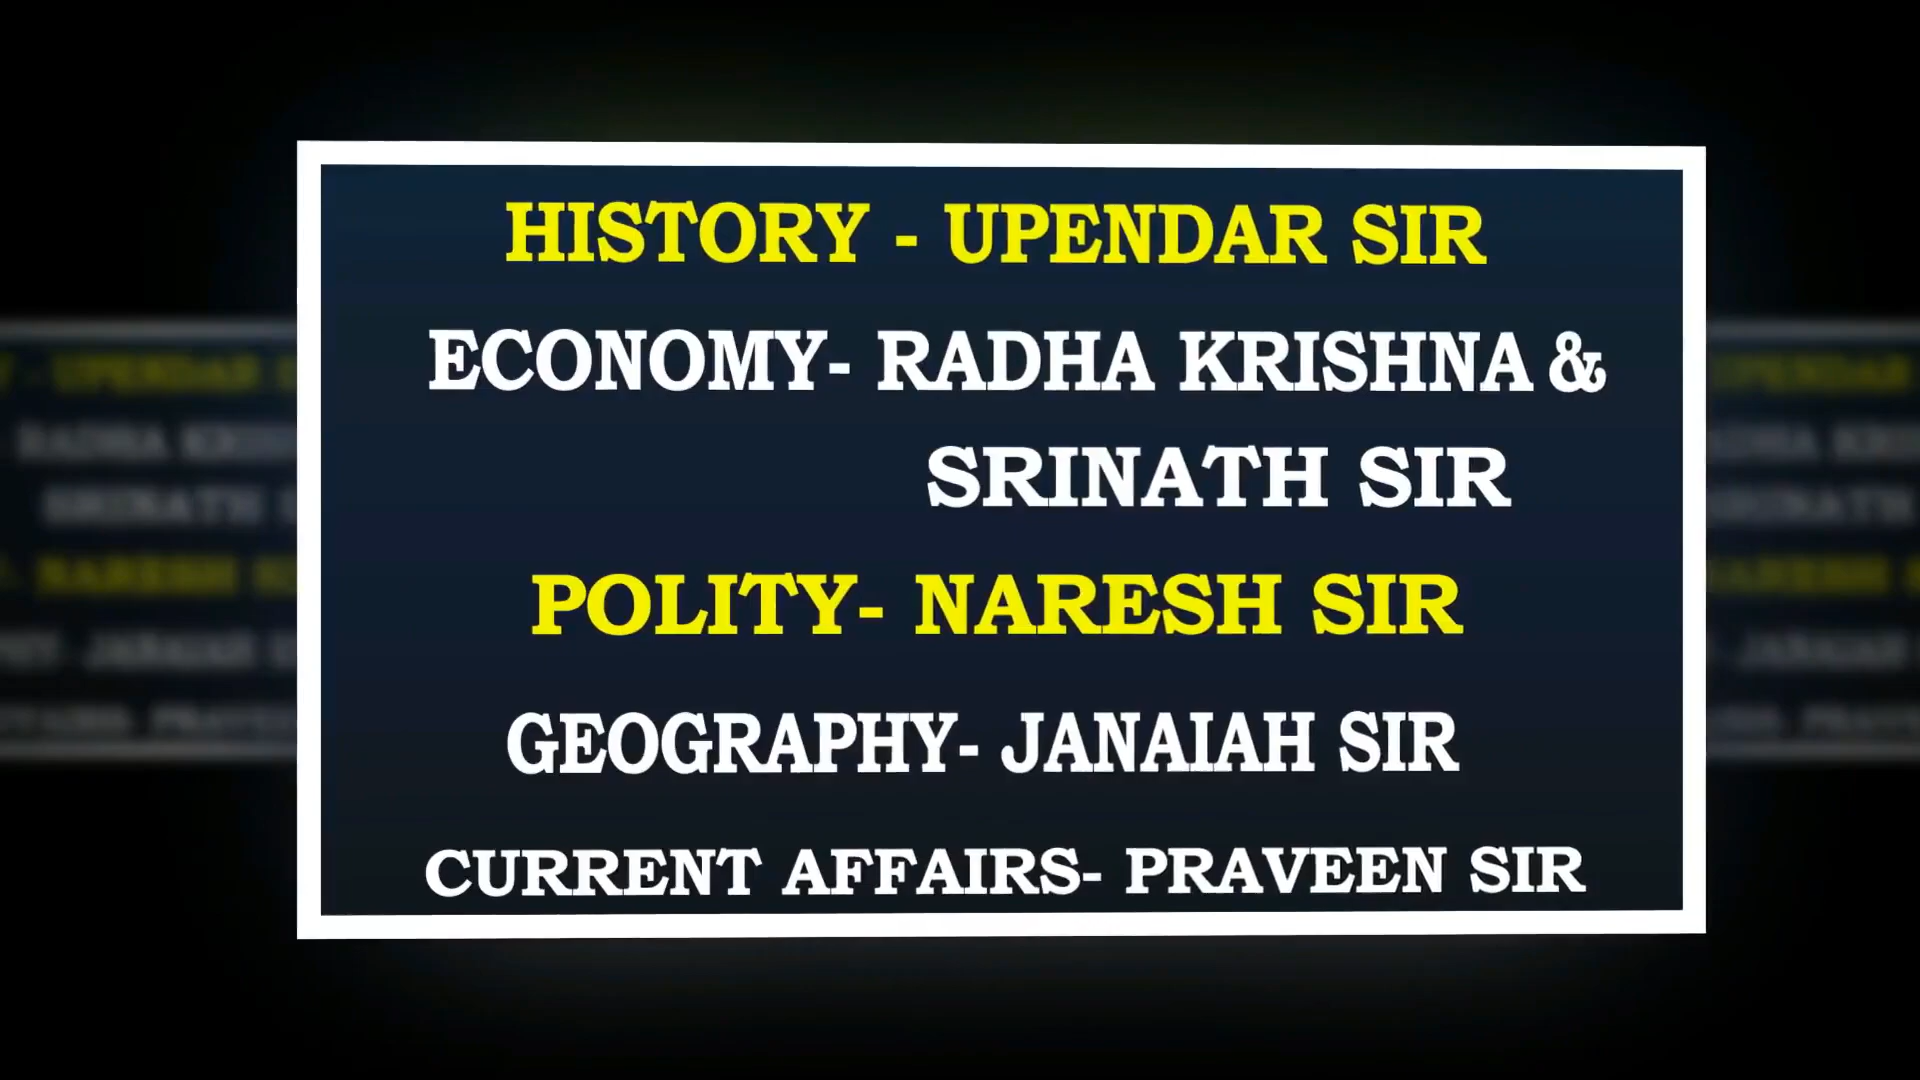 HISTORY - UPENDAR SIR
ECONOMY- RADHA KRISHNA &
SRINATH SIR
POLITY- NARESH SIR
GEOGRAPHY- JANAIAH SIR
CURRENT AFFAIRS- PRAVEEN SIR